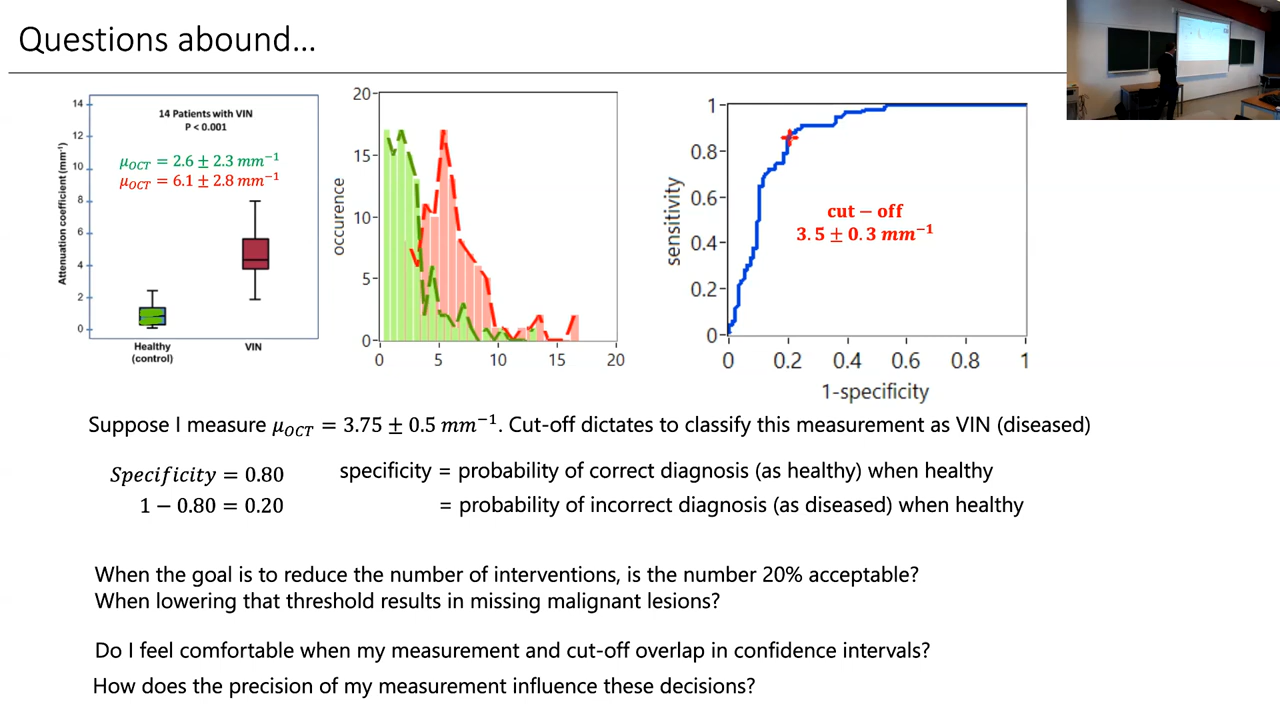 Questions abound...
14 Patients with VIN
P < 0.001
μ_OCT = 2.6 ± 2.3 mm⁻¹
μ_OCT = 6.1 ± 2.8 mm⁻¹
Attenuation coefficient (mm⁻¹)
14
12
10
8
6
4
2
0
Healthy
(control)
VIN
occurence
20
15
10
5
0
0 5 10 15 20
sensitivity
1
0.8
0.6
0.4
0.2
0
cut − off
3.5 ± 0.3 mm⁻¹
0 0.2 0.4 0.6 0.8 1
1-specificity
Suppose I measure μ_OCT = 3.75 ± 0.5 mm⁻¹. Cut-off dictates to classify this measurement as VIN (diseased)
Specificity = 0.80 specificity = probability of correct diagnosis (as healthy) when healthy
1 − 0.80 = 0.20 = probability of incorrect diagnosis (as diseased) when healthy
When the goal is to reduce the number of interventions, is the number 20% acceptable?
When lowering that threshold results in missing malignant lesions?
Do I feel comfortable when my measurement and cut-off overlap in confidence intervals?
How does the precision of my measurement influence these decisions?